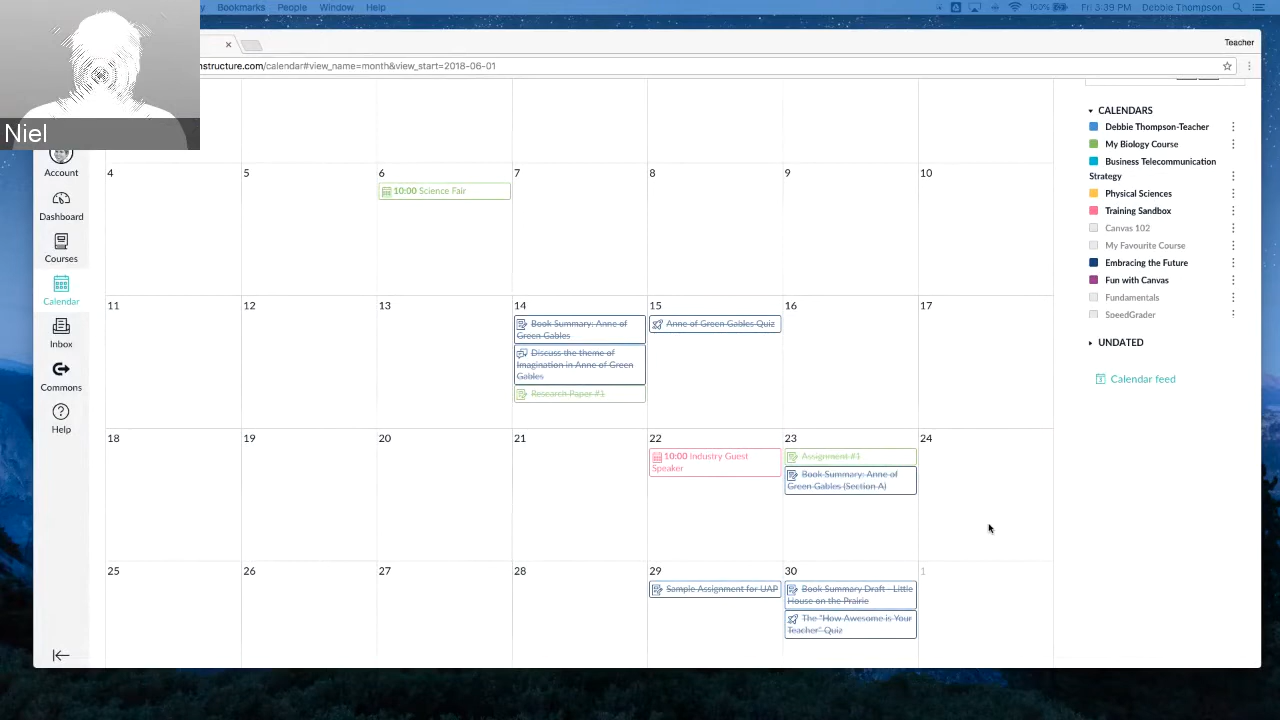 Bookmarks People Window Help
100% Fri 3:39 PM Debbie Thompson
Teacher
nstructure.com/calendar#view_name=month&view_start=2018-06-01
Niel
Account
Dashboard
Courses
Calendar
Inbox
Commons
Help
4 5 6 7 8 9 10
10:00 Science Fair
11 12 13 14 15 16 17
Book Summary: Anne of
Green Gables
Discuss the theme of
Imagination in Anne of Green
Gables
Research Paper #1
Anne of Green Gables Quiz
18 19 20 21 22 23 24
10:00 Industry Guest
Speaker
Assignment #1
Book Summary: Anne of
Green Gables (Section A)
25 26 27 28 29 30 1
Sample Assignment for UAP
Book Summary Draft - Little
House on the Prairie
The "How Awesome is Your
Teacher" Quiz
CALENDARS
Debbie Thompson-Teacher
My Biology Course
Business Telecommunication
Strategy
Physical Sciences
Training Sandbox
Canvas 102
My Favourite Course
Embracing the Future
Fun with Canvas
Fundamentals
SpeedGrader
UNDATED
Calendar feed